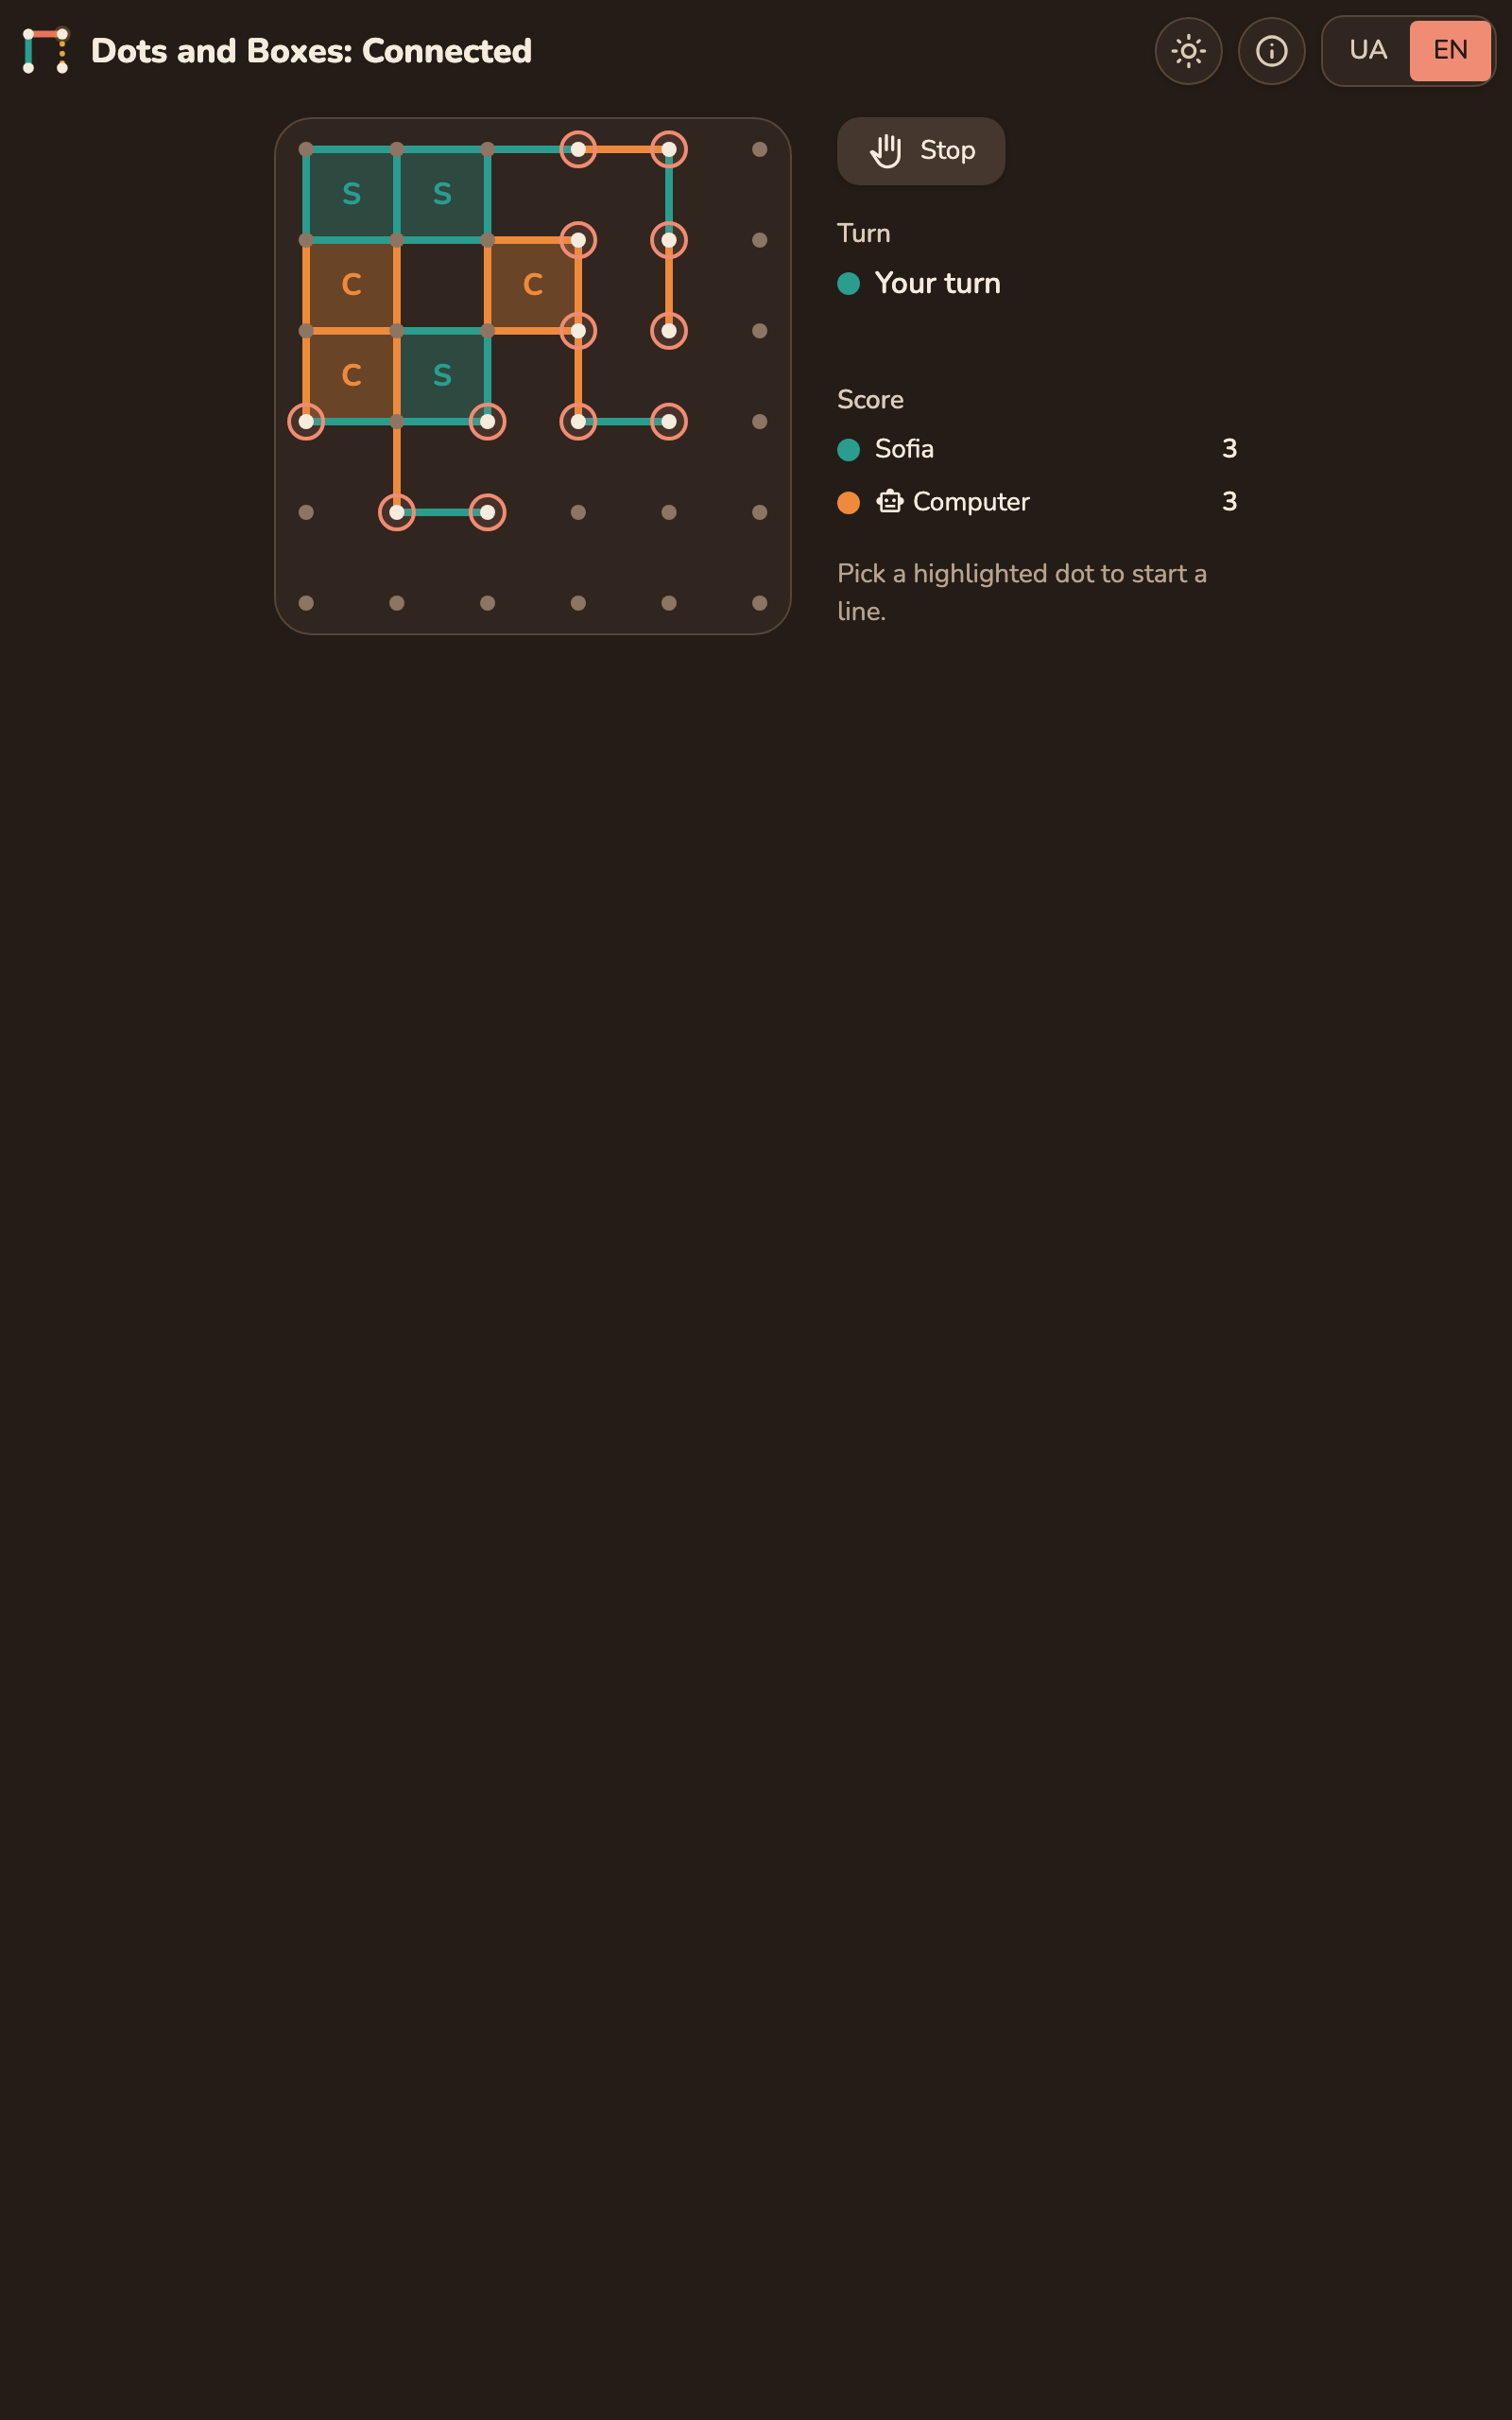 Dots and Boxes: Connected
UA EN
Stop
Turn
Your turn
Score
Sofia 3
Computer 3
Pick a highlighted dot to start a
line.
S S
C C
C S